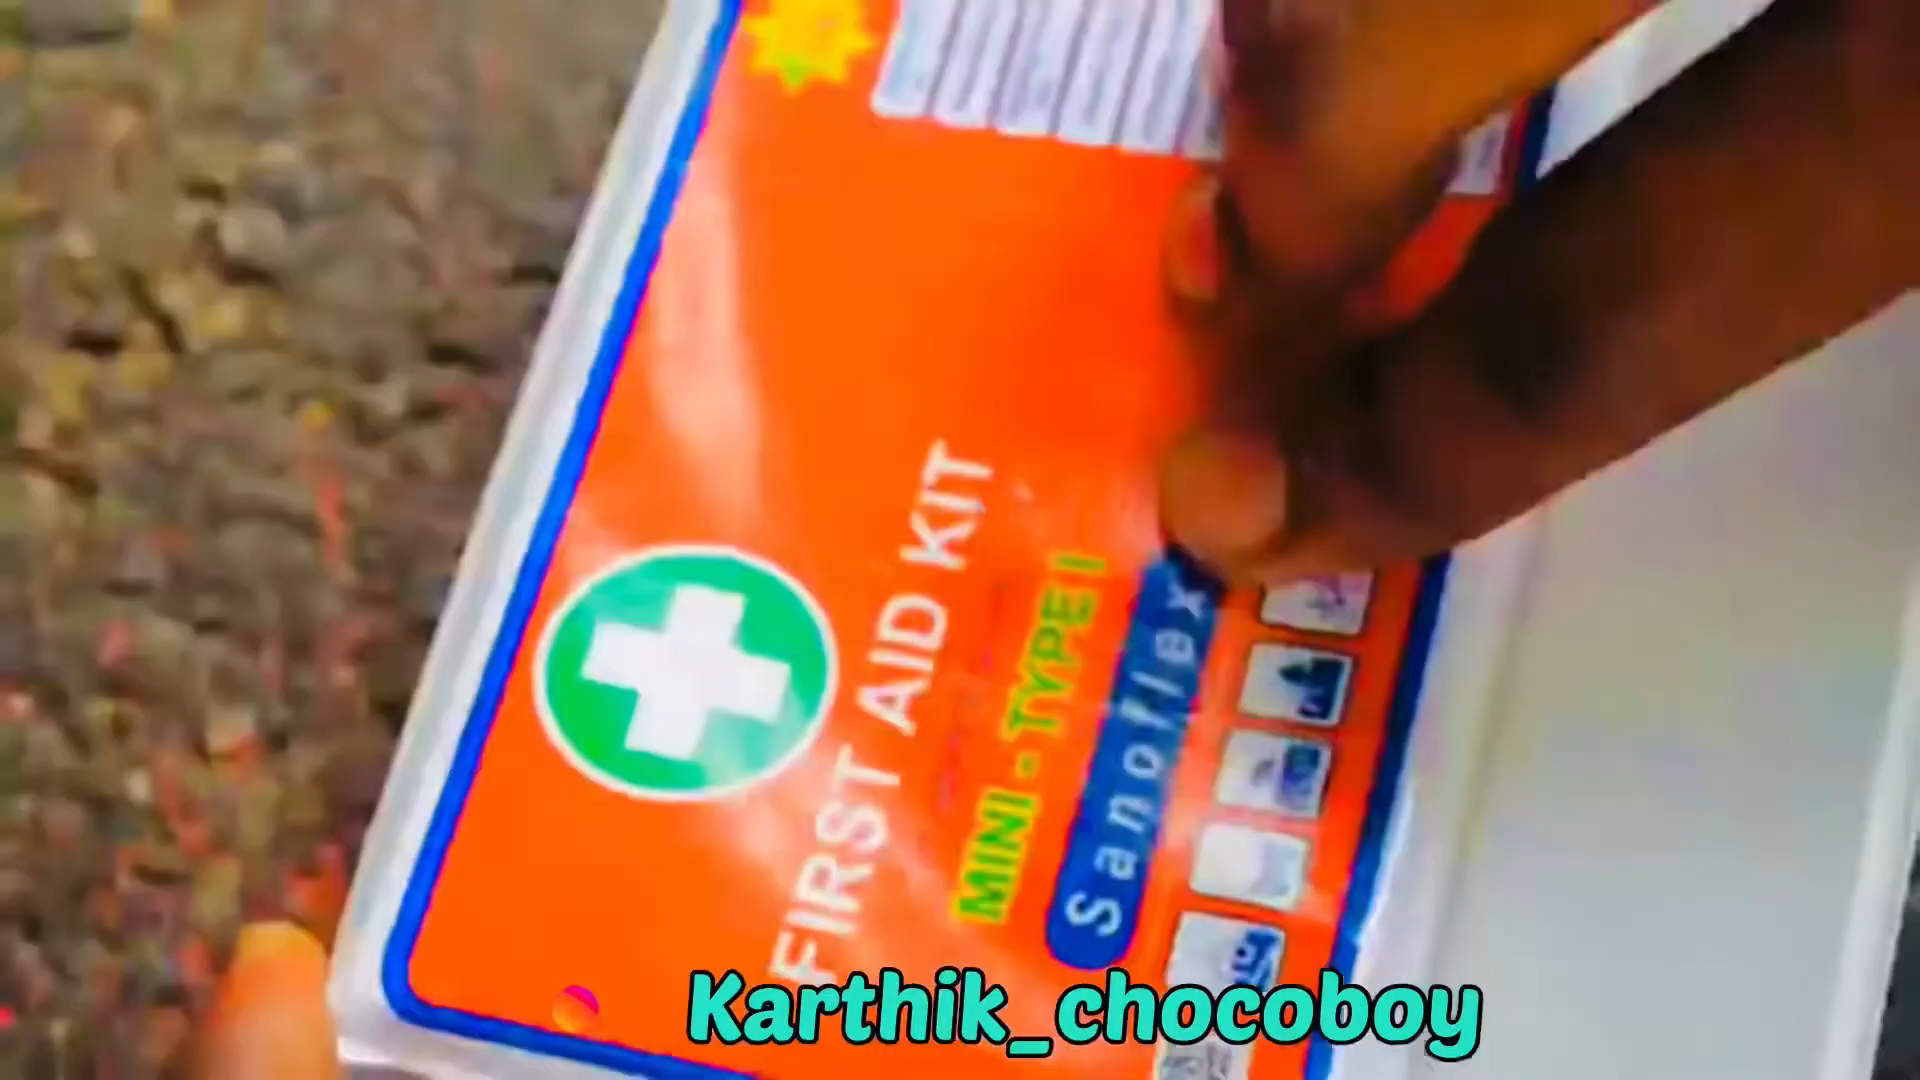 FIRST AID KIT
MINI - TYPE I
Sanoflex
Karthik_chocoboy